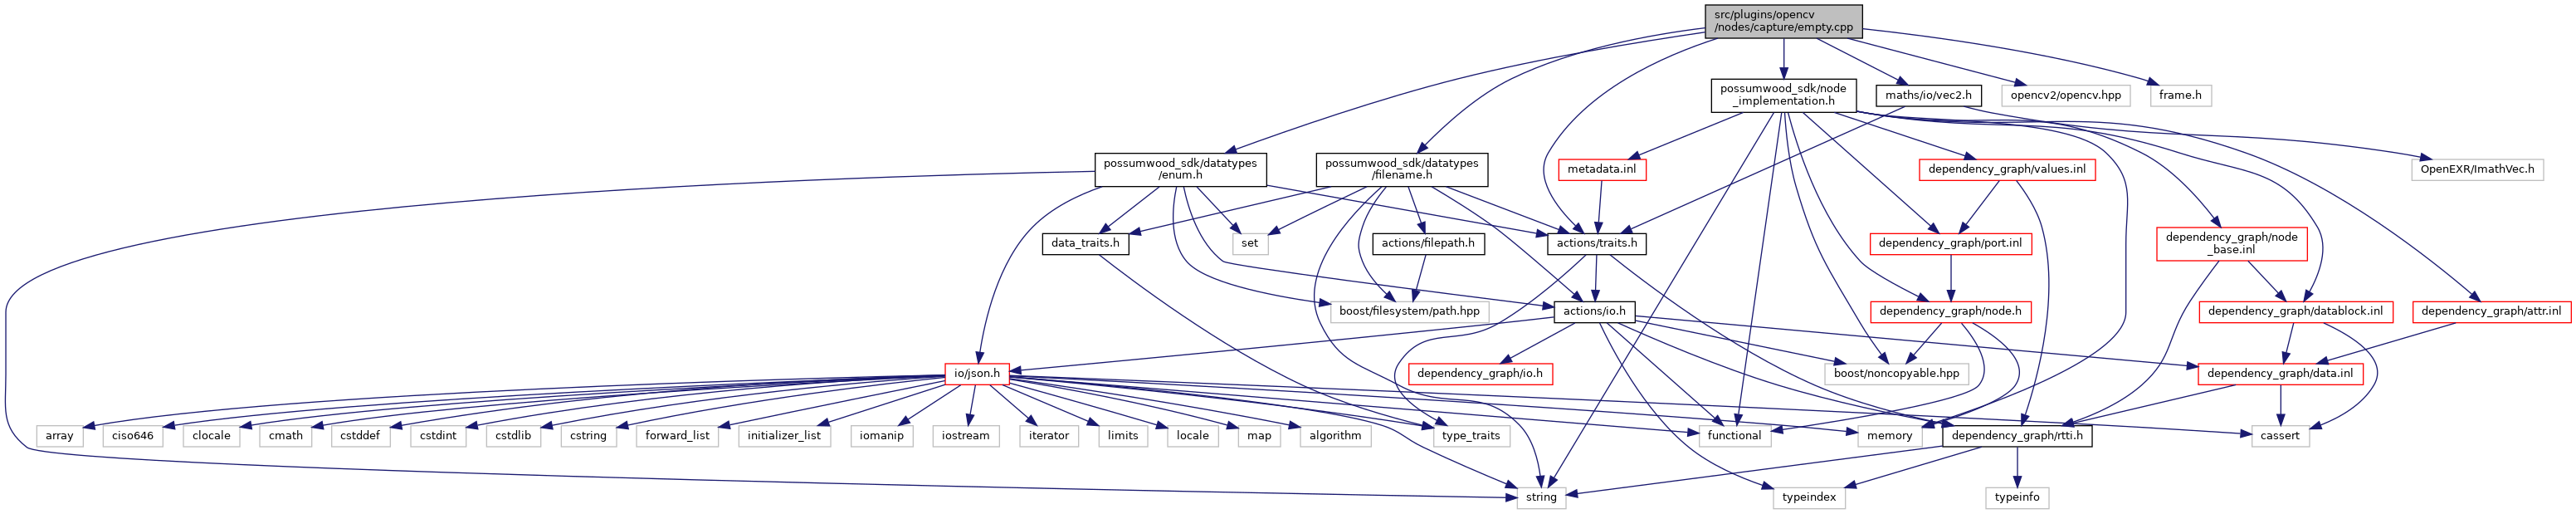 src/plugins/opencv
/nodes/capture/empty.cpp
possumwood_sdk/node
_implementation.h
maths/io/vec2.h
opencv2/opencv.hpp
frame.h
possumwood_sdk/datatypes
/enum.h
possumwood_sdk/datatypes
/filename.h
metadata.inl
dependency_graph/values.inl
OpenEXR/ImathVec.h
data_traits.h
set
actions/filepath.h
actions/traits.h
dependency_graph/port.inl
dependency_graph/node
_base.inl
boost/filesystem/path.hpp
actions/io.h
dependency_graph/node.h
dependency_graph/datablock.inl
dependency_graph/attr.inl
io/json.h
dependency_graph/io.h
boost/noncopyable.hpp
dependency_graph/data.inl
array
ciso646
clocale
cmath
cstddef
cstdint
cstdlib
cstring
forward_list
initializer_list
iomanip
iostream
iterator
limits
locale
map
algorithm
type_traits
functional
memory
dependency_graph/rtti.h
cassert
string
typeindex
typeinfo